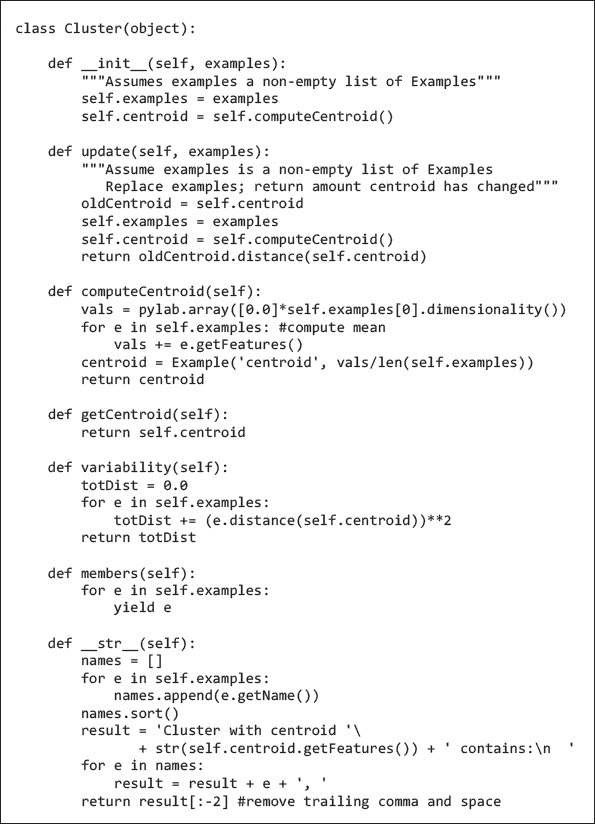 class Cluster(object):

    def __init__(self, examples):
        """Assumes examples a non-empty list of Examples"""
        self.examples = examples
        self.centroid = self.computeCentroid()

    def update(self, examples):
        """Assume examples is a non-empty list of Examples
           Replace examples; return amount centroid has changed"""
        oldCentroid = self.centroid
        self.examples = examples
        self.centroid = self.computeCentroid()
        return oldCentroid.distance(self.centroid)

    def computeCentroid(self):
        vals = pylab.array([0.0]*self.examples[0].dimensionality())
        for e in self.examples: #compute mean
            vals += e.getFeatures()
        centroid = Example('centroid', vals/len(self.examples))
        return centroid

    def getCentroid(self):
        return self.centroid

    def variability(self):
        totDist = 0.0
        for e in self.examples:
            totDist += (e.distance(self.centroid))**2
        return totDist

    def members(self):
        for e in self.examples:
            yield e

    def __str__(self):
        names = []
        for e in self.examples:
            names.append(e.getName())
        names.sort()
        result = 'Cluster with centroid '\
               + str(self.centroid.getFeatures()) + ' contains:\n  '
        for e in names:
            result = result + e + ', '
        return result[:-2] #remove trailing comma and space